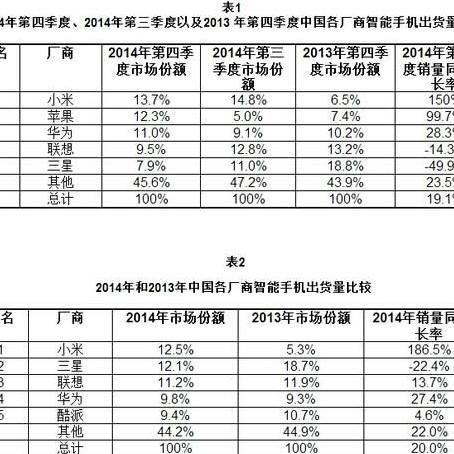 表1
4年第四季度、2014年第三季度以及2013 年第四季度中国各厂商智能手机出货量
名 厂商 2014年第四季度市场份额 2014年第三季度市场份额 2013年第四季度市场份额 2014年第 度销量同 长率
小米 13.7% 14.8% 6.5% 150%
苹果 12.3% 5.0% 7.4% 99.7%
华为 11.0% 9.1% 10.2% 28.3%
联想 9.5% 12.8% 13.2% -14.3
三星 7.9% 11.0% 18.8% -49.9
其他 45.6% 47.2% 43.9% 23.5%
总计 100% 100% 100% 19.1%
表2
2014年和2013年中国各厂商智能手机出货量比较
名 厂商 2014年市场份额 2013年市场份额 2014年销量同 长率
1 小米 12.5% 5.3% 186.5%
2 三星 12.1% 18.7% -22.4%
3 联想 11.2% 11.9% 13.7%
4 华为 9.8% 9.3% 27.4%
5 酷派 9.4% 10.7% 4.6%
其他 44.2% 44.9% 22.0%
总计 100% 100% 20.0%